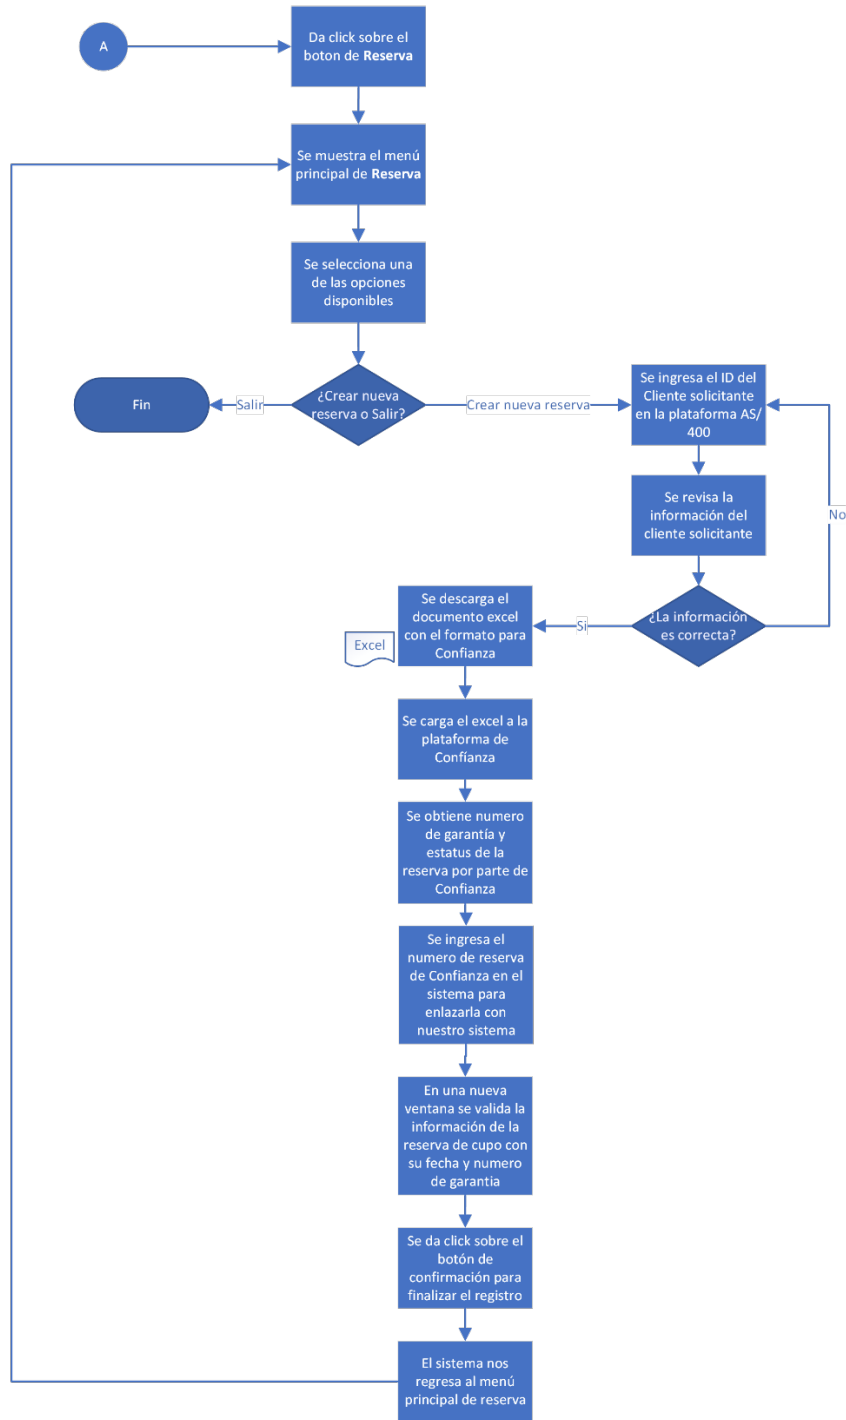 A
Da click sobre el
boton de Reserva
Se muestra el menú
principal de Reserva
Se selecciona una
de las opciones
disponibles
¿Crear nueva
reserva o Salir?
Salir
Fin
Crear nueva reserva
Se ingresa el ID del
Cliente solicitante
en la plataforma AS/
400
Se revisa la
información del
cliente solicitante
No
¿La información
es correcta?
Si
Se descarga el
documento excel
con el formato para
Confianza
Excel
Se carga el excel a la
plataforma de
Confíanza
Se obtiene numero
de garantía y
estatus de la
reserva por parte de
Confianza
Se ingresa el
numero de reserva
de Confianza en el
sistema para
enlazarla con
nuestro sistema
En una nueva
ventana se valida la
información de la
reserva de cupo con
su fecha y numero
de garantia
Se da click sobre el
botón de
confirmación para
finalizar el registro
El sistema nos
regresa al menú
principal de reserva